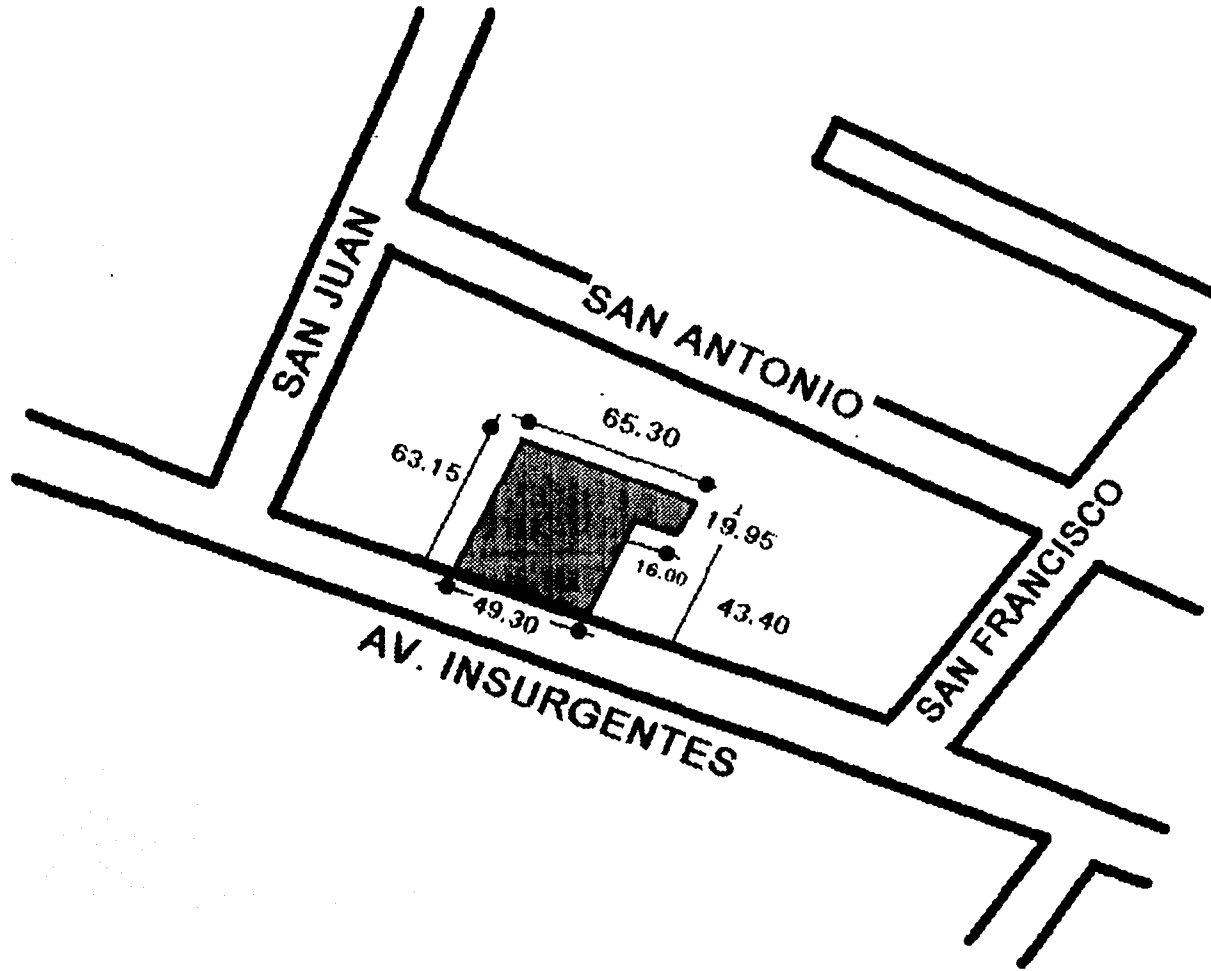 SAN JUAN
SAN ANTONIO
65.30
63.15
19.95
16.00
49.30
43.40
SAN FRANCISCO
AV. INSURGENTES